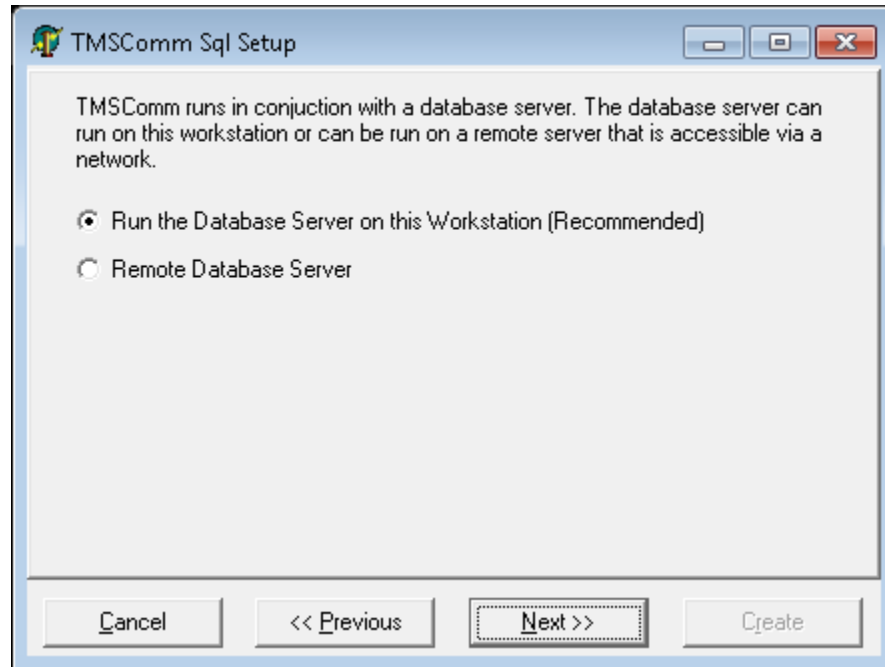 TMSComm Sql Setup
TMSComm runs in conjuction with a database server. The database server can
run on this workstation or can be run on a remote server that is accessible via a
network.
Run the Database Server on this Workstation (Recommended)
Remote Database Server
Cancel
<< Previous
Next >>
Create